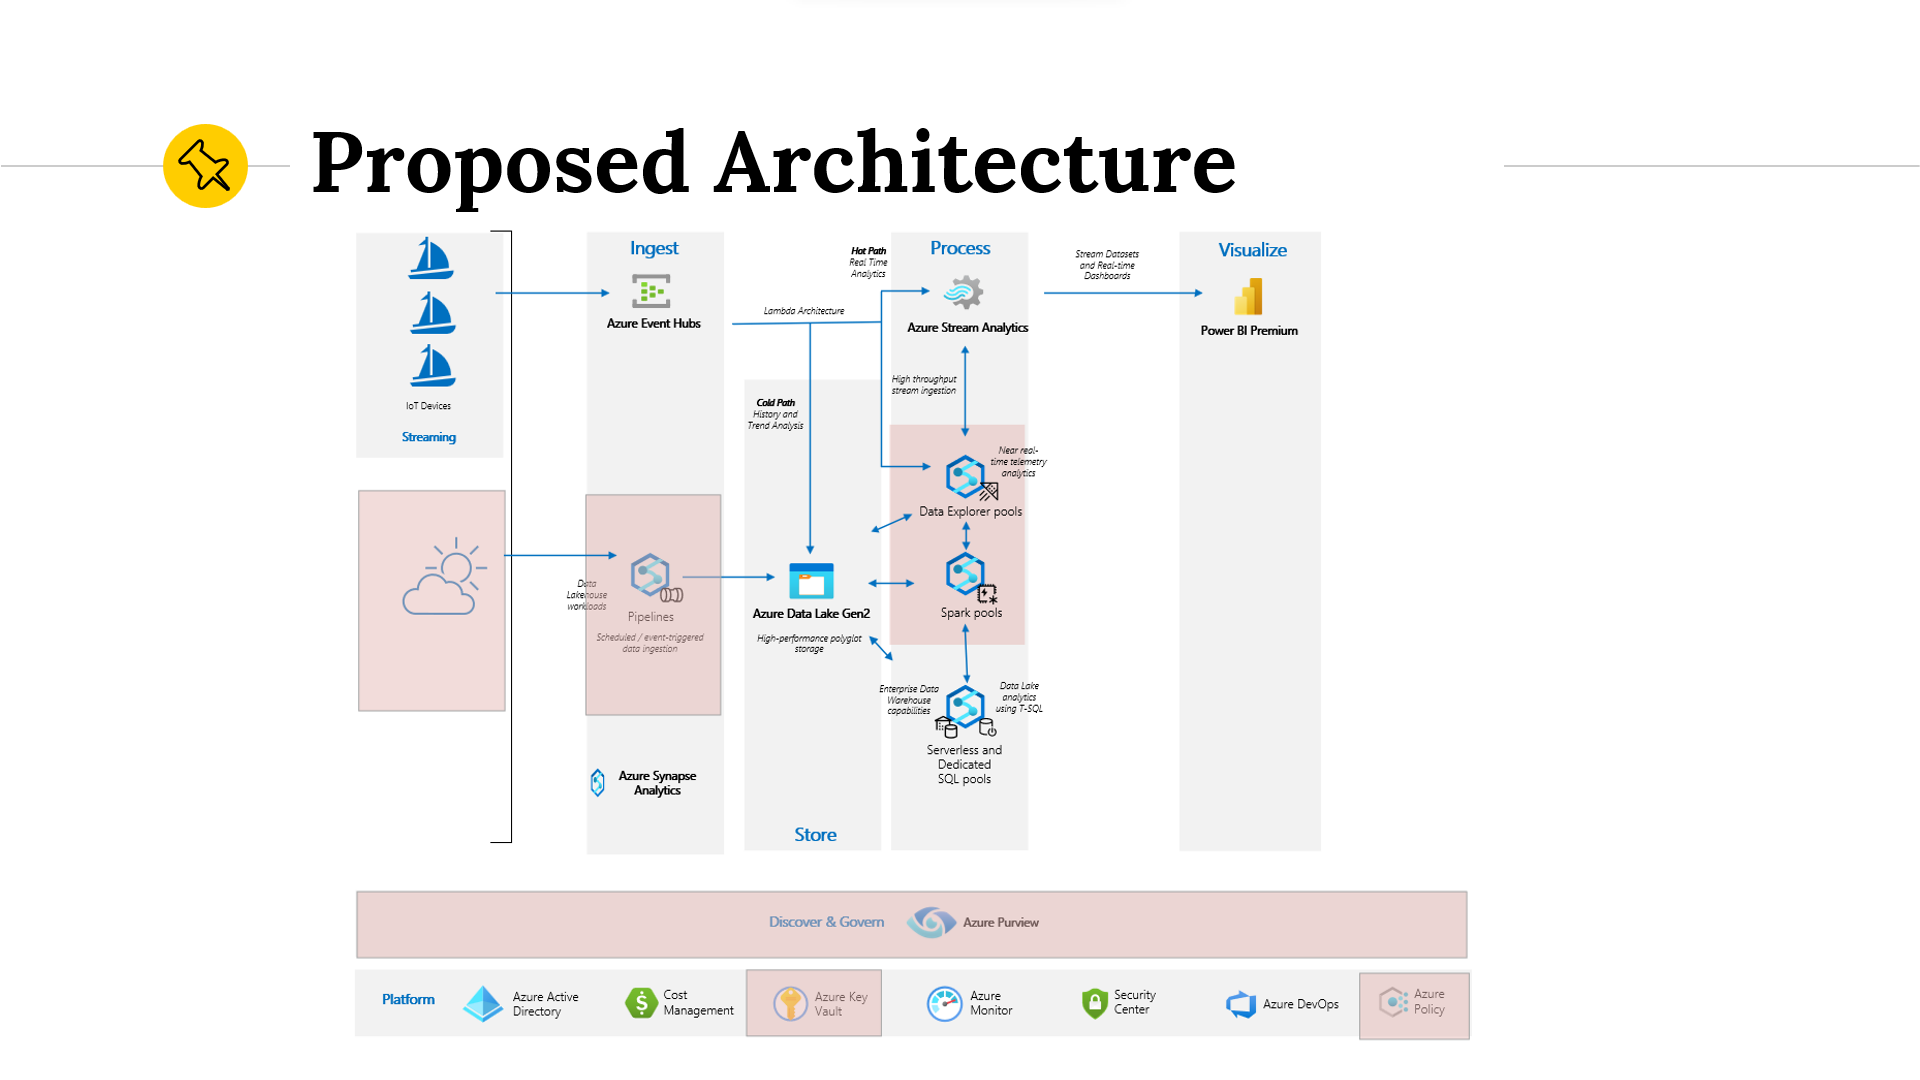 Proposed Architecture
IoT Devices
Streaming
Ingest
Azure Event Hubs
Data
Lakehouse
workloads
Pipelines
Scheduled / event-triggered
data ingestion
Azure Synapse
Analytics
Lambda Architecture
Cold Path
History and
Trend Analysis
Azure Data Lake Gen2
High-performance polyglot
storage
Store
Hot Path
Real Time
Analytics
Process
Azure Stream Analytics
High throughput
stream ingestion
Near real-
time telemetry
analytics
Data Explorer pools
Spark pools
Enterprise Data
Warehouse
capabilities
Data Lake
analytics
using T-SQL
Serverless and
Dedicated
SQL pools
Stream Datasets
and Real-time
Dashboards
Visualize
Power BI Premium
Discover & Govern
Azure Purview
Platform
Azure Active
Directory
Cost
Management
Azure Key
Vault
Azure
Monitor
Security
Center
Azure DevOps
Azure
Policy